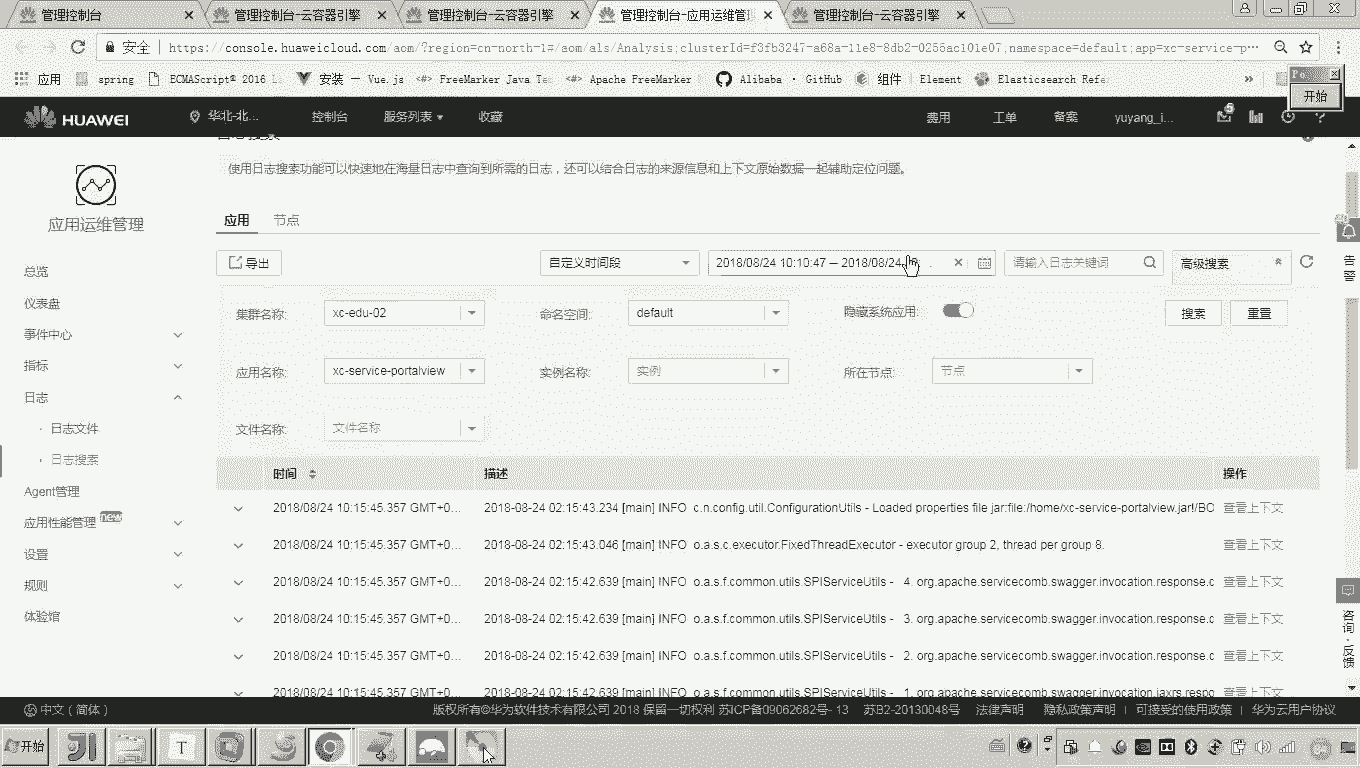 管理控制台
管理控制台-云容器引擎
管理控制台-云容器引擎
管理控制台-应用运维管理
管理控制台-云容器引擎
安全 https://console.huaweicloud.com/aom/?region=cn-north-1#/aom/als/Analysis;clusterId=f3fb3247-a68a-11e8-8db2-0255ac101e07;namespace=default;app=xc-service-p···
应用 spring ECMAScript® 2016 安装 — Vue.js FreeMarker Java Te Apache FreeMarker Alibaba · GitHub 组件 Element Elasticsearch Refe »
Po
开始
HUAWEI 华北-北... 控制台 服务列表 收藏 费用 工单 备案 yuyang_i...
日志搜索
使用日志搜索功能可以快速地在海量日志中查询到所需的日志，还可以结合日志的来源信息和上下文原始数据一起辅助定位问题。
应用运维管理
总览
仪表盘
事件中心
指标
日志
· 日志文件
· 日志搜索
Agent管理
应用性能管理 new
设置
规则
体验馆
应用 节点
导出 自定义时间段 2018/08/24 10:10:47 — 2018/08/24 请输入日志关键词 高级搜索
集群名称: xc-edu-02 命名空间: default 隐藏系统应用: 搜索 重置
应用名称: xc-service-portalview 实例名称: 实例 所在节点: 节点
文件名称: 文件名称
时间 描述 操作
2018/08/24 10:15:45.357 GMT+0... 2018-08-24 02:15:43.234 [main] INFO c.n.config.util.ConfigurationUtils - Loaded properties file jar:file:/home/xc-service-portalview.jar!/BO 查看上下文
2018/08/24 10:15:45.357 GMT+0... 2018-08-24 02:15:43.046 [main] INFO o.a.s.c.executor.FixedThreadExecutor - executor group 2, thread per group 8. 查看上下文
2018/08/24 10:15:45.357 GMT+0... 2018-08-24 02:15:42.639 [main] INFO o.a.s.f.common.utils.SPIServiceUtils - 4. org.apache.servicecomb.swagger.invocation.response.c 查看上下文
2018/08/24 10:15:45.357 GMT+0... 2018-08-24 02:15:42.639 [main] INFO o.a.s.f.common.utils.SPIServiceUtils - 3. org.apache.servicecomb.swagger.invocation.response.c 查看上下文
2018/08/24 10:15:45.357 GMT+0... 2018-08-24 02:15:42.639 [main] INFO o.a.s.f.common.utils.SPIServiceUtils - 2. org.apache.servicecomb.swagger.invocation.response.c 查看上下文
2018/08/24 10:15:45.357 GMT+0... 2018-08-24 02:15:42.639 [main] INFO o.a.s.f.common.utils.SPIServiceUtils - 1. org.apache.servicecomb.swagger.invocation.jaxrs.respo 查看上下文
告警
咨询·反馈
中文（简体） 版权所有©华为软件技术有限公司 2018 保留一切权利 苏ICP备09062682号- 13 苏B2-20130048号 法律声明 隐私政策声明 | 可接受的使用政策 | 华为云用户协议
开始